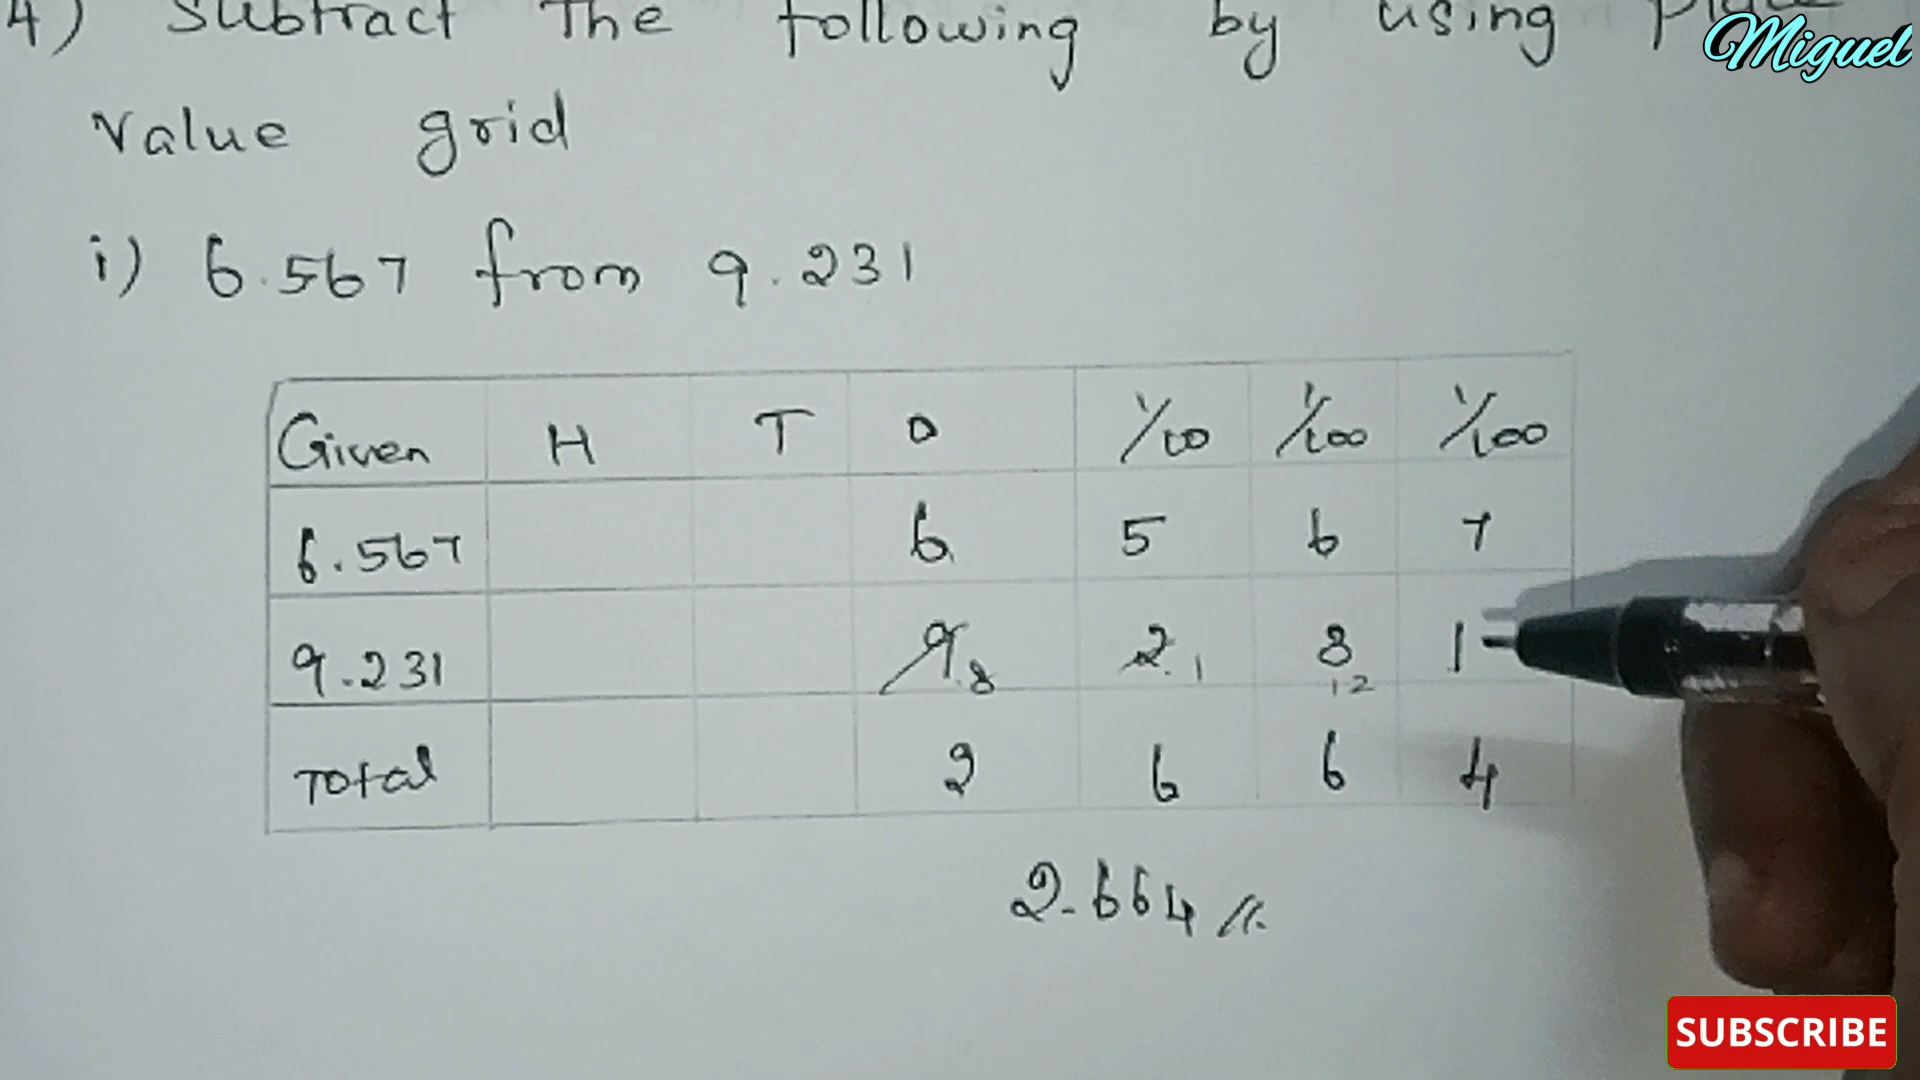 4) Subtract the following by using place
Miguel
value grid
i) 6.567 from 9.231
Given H T O 1/10 1/100 1/100
6.567 6 5 6 7
9.231 9 8 2 1 3 12 1
Total 2 6 6 4
2.664 //.
SUBSCRIBE